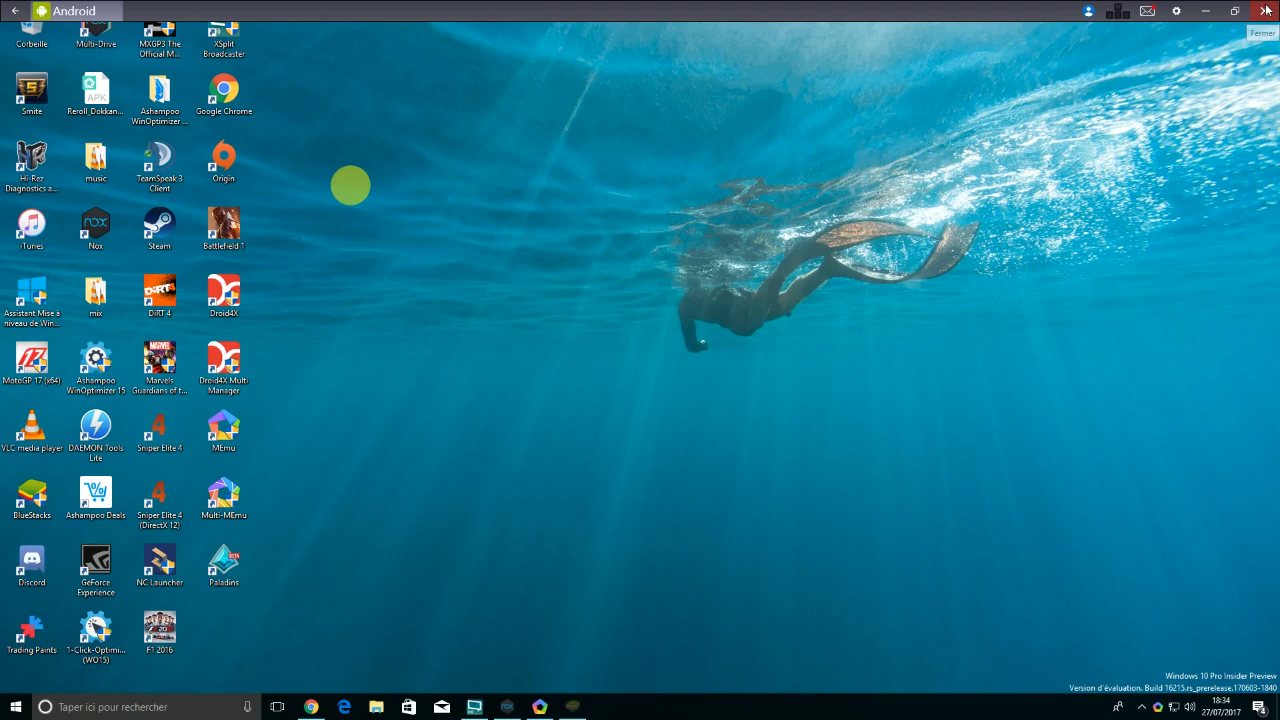 Android
Fermer
Corbeille
Multi-Drive
MXGP3 The
Official M...
XSplit
Broadcaster
Smite
Reroll_Dokkan...
Ashampoo
WinOptimizer ...
Google Chrome
Hi-Rez
Diagnostics a...
music
TeamSpeak 3
Client
Origin
iTunes
Nox
Steam
Battlefield 1
Assistant Mise à
niveau de Win...
mix
DiRT 4
Droid4X
MotoGP 17 (x64)
Ashampoo
WinOptimizer 15
Marvels
Guardians of t...
Droid4X Multi
Manager
VLC media player
DAEMON Tools
Lite
Sniper Elite 4
MEmu
BlueStacks
Ashampoo Deals
Sniper Elite 4
(DirectX 12)
Multi-MEmu
Discord
GeForce
Experience
NC Launcher
Paladins
Trading Paints
1-Click-Optimi...
(WO15)
F1 2016
Windows 10 Pro Insider Preview
Version d'évaluation. Build 16215.rs_prerelease.170603-1840
Taper ici pour rechercher
18:34
27/07/2017